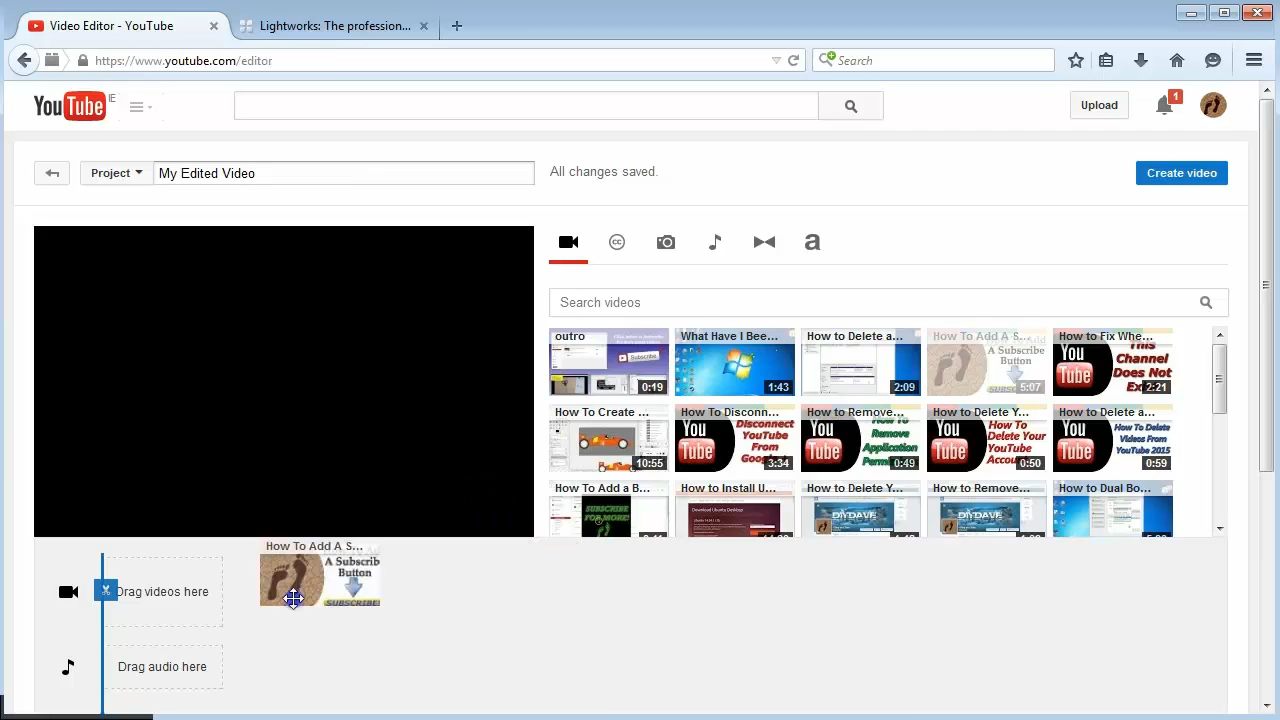 Video Editor - YouTube
Lightworks: The profession...
https://www.youtube.com/editor
Search
YouTube IE
Upload
1
Project
My Edited Video
All changes saved.
Create video
a
Search videos
outro
What Have I Bee...
How to Delete a...
How To Add A S...
How to Fix Whe...
Subscribe
0:19
1:43
2:09
A Subscribe
Button
5:07
You
Tube
This
Channel
Does Not
2:21
How To Create ...
How To Disconn...
How to Remove...
How to Delete Y...
How to Delete a...
10:55
You
Tube
Disconnect
YouTube
From
3:34
You
Tube
How To
Remove
Application
0:49
You
Tube
How To
Delete Your
YouTube
0:50
You
Tube
How To Delete
Videos From
YouTube 2015
0:59
How To Add a B...
How to Install U...
How to Delete Y...
How to Remove...
How to Dual Bo...
SUBSCRIBE
FOR MORE!
DIYDAVE
DIYDAVE
How To Add A S...
A Subscrib
Button
SUBSCRIBE
Drag videos here
Drag audio here